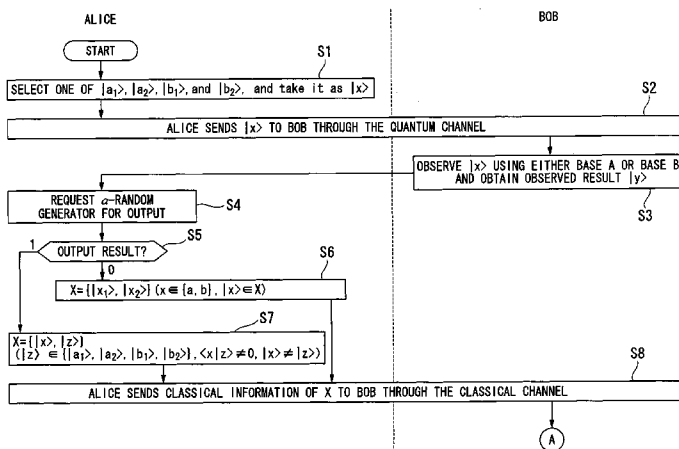 ALICE
BOB
START
S1
SELECT ONE OF |a₁>, |a₂>, |b₁>, and |b₂>, and take it as |x>
S2
ALICE SENDS |x> TO BOB THROUGH THE QUANTUM CHANNEL
OBSERVE |x> USING EITHER BASE A OR BASE B
AND OBTAIN OBSERVED RESULT |y>
S3
REQUEST α-RANDOM
GENERATOR FOR OUTPUT
S4
S5
1
OUTPUT RESULT?
0
S6
X={|x₁>, |x₂>} (x∈{a, b}, |x>∈X)
S7
X={|x>, |z>}
(|z> ∈ {|a₁>, |a₂>, |b₁>, |b₂>}, <x|z>≠0, |x>≠|z>)
S8
ALICE SENDS CLASSICAL INFORMATION OF X TO BOB THROUGH THE CLASSICAL CHANNEL
A